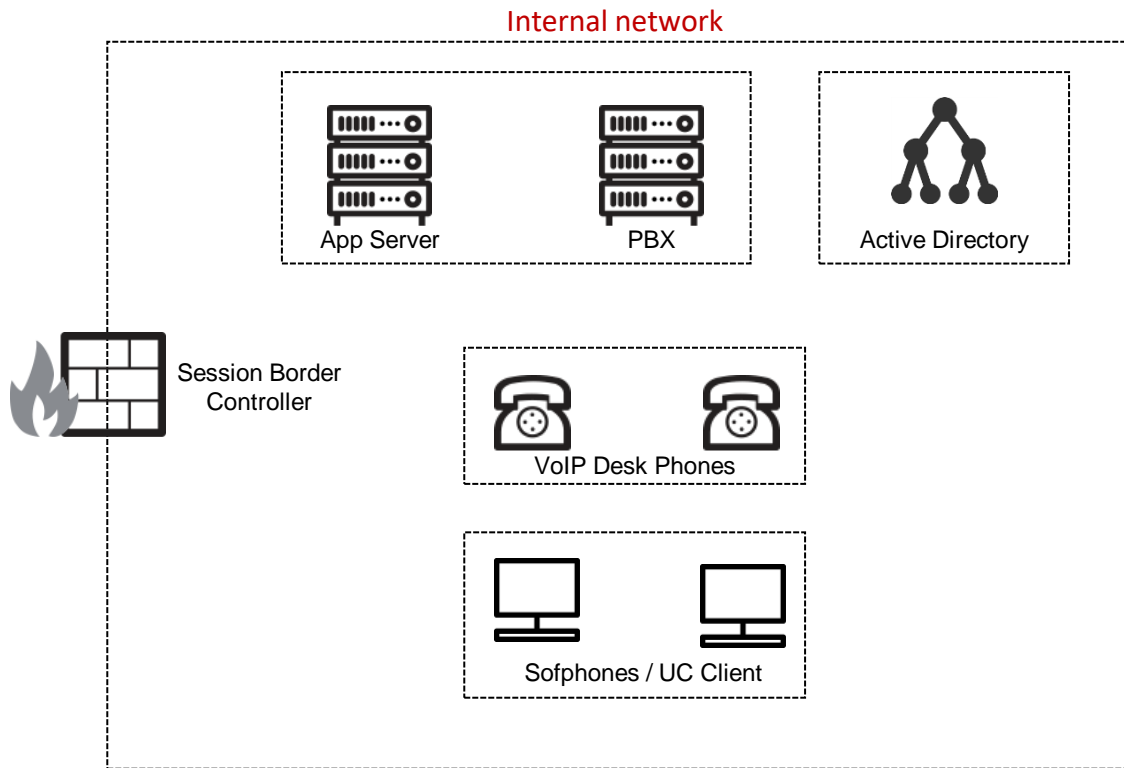 Internal network
App Server
PBX
Active Directory
Session Border
Controller
VoIP Desk Phones
Sofphones / UC Client